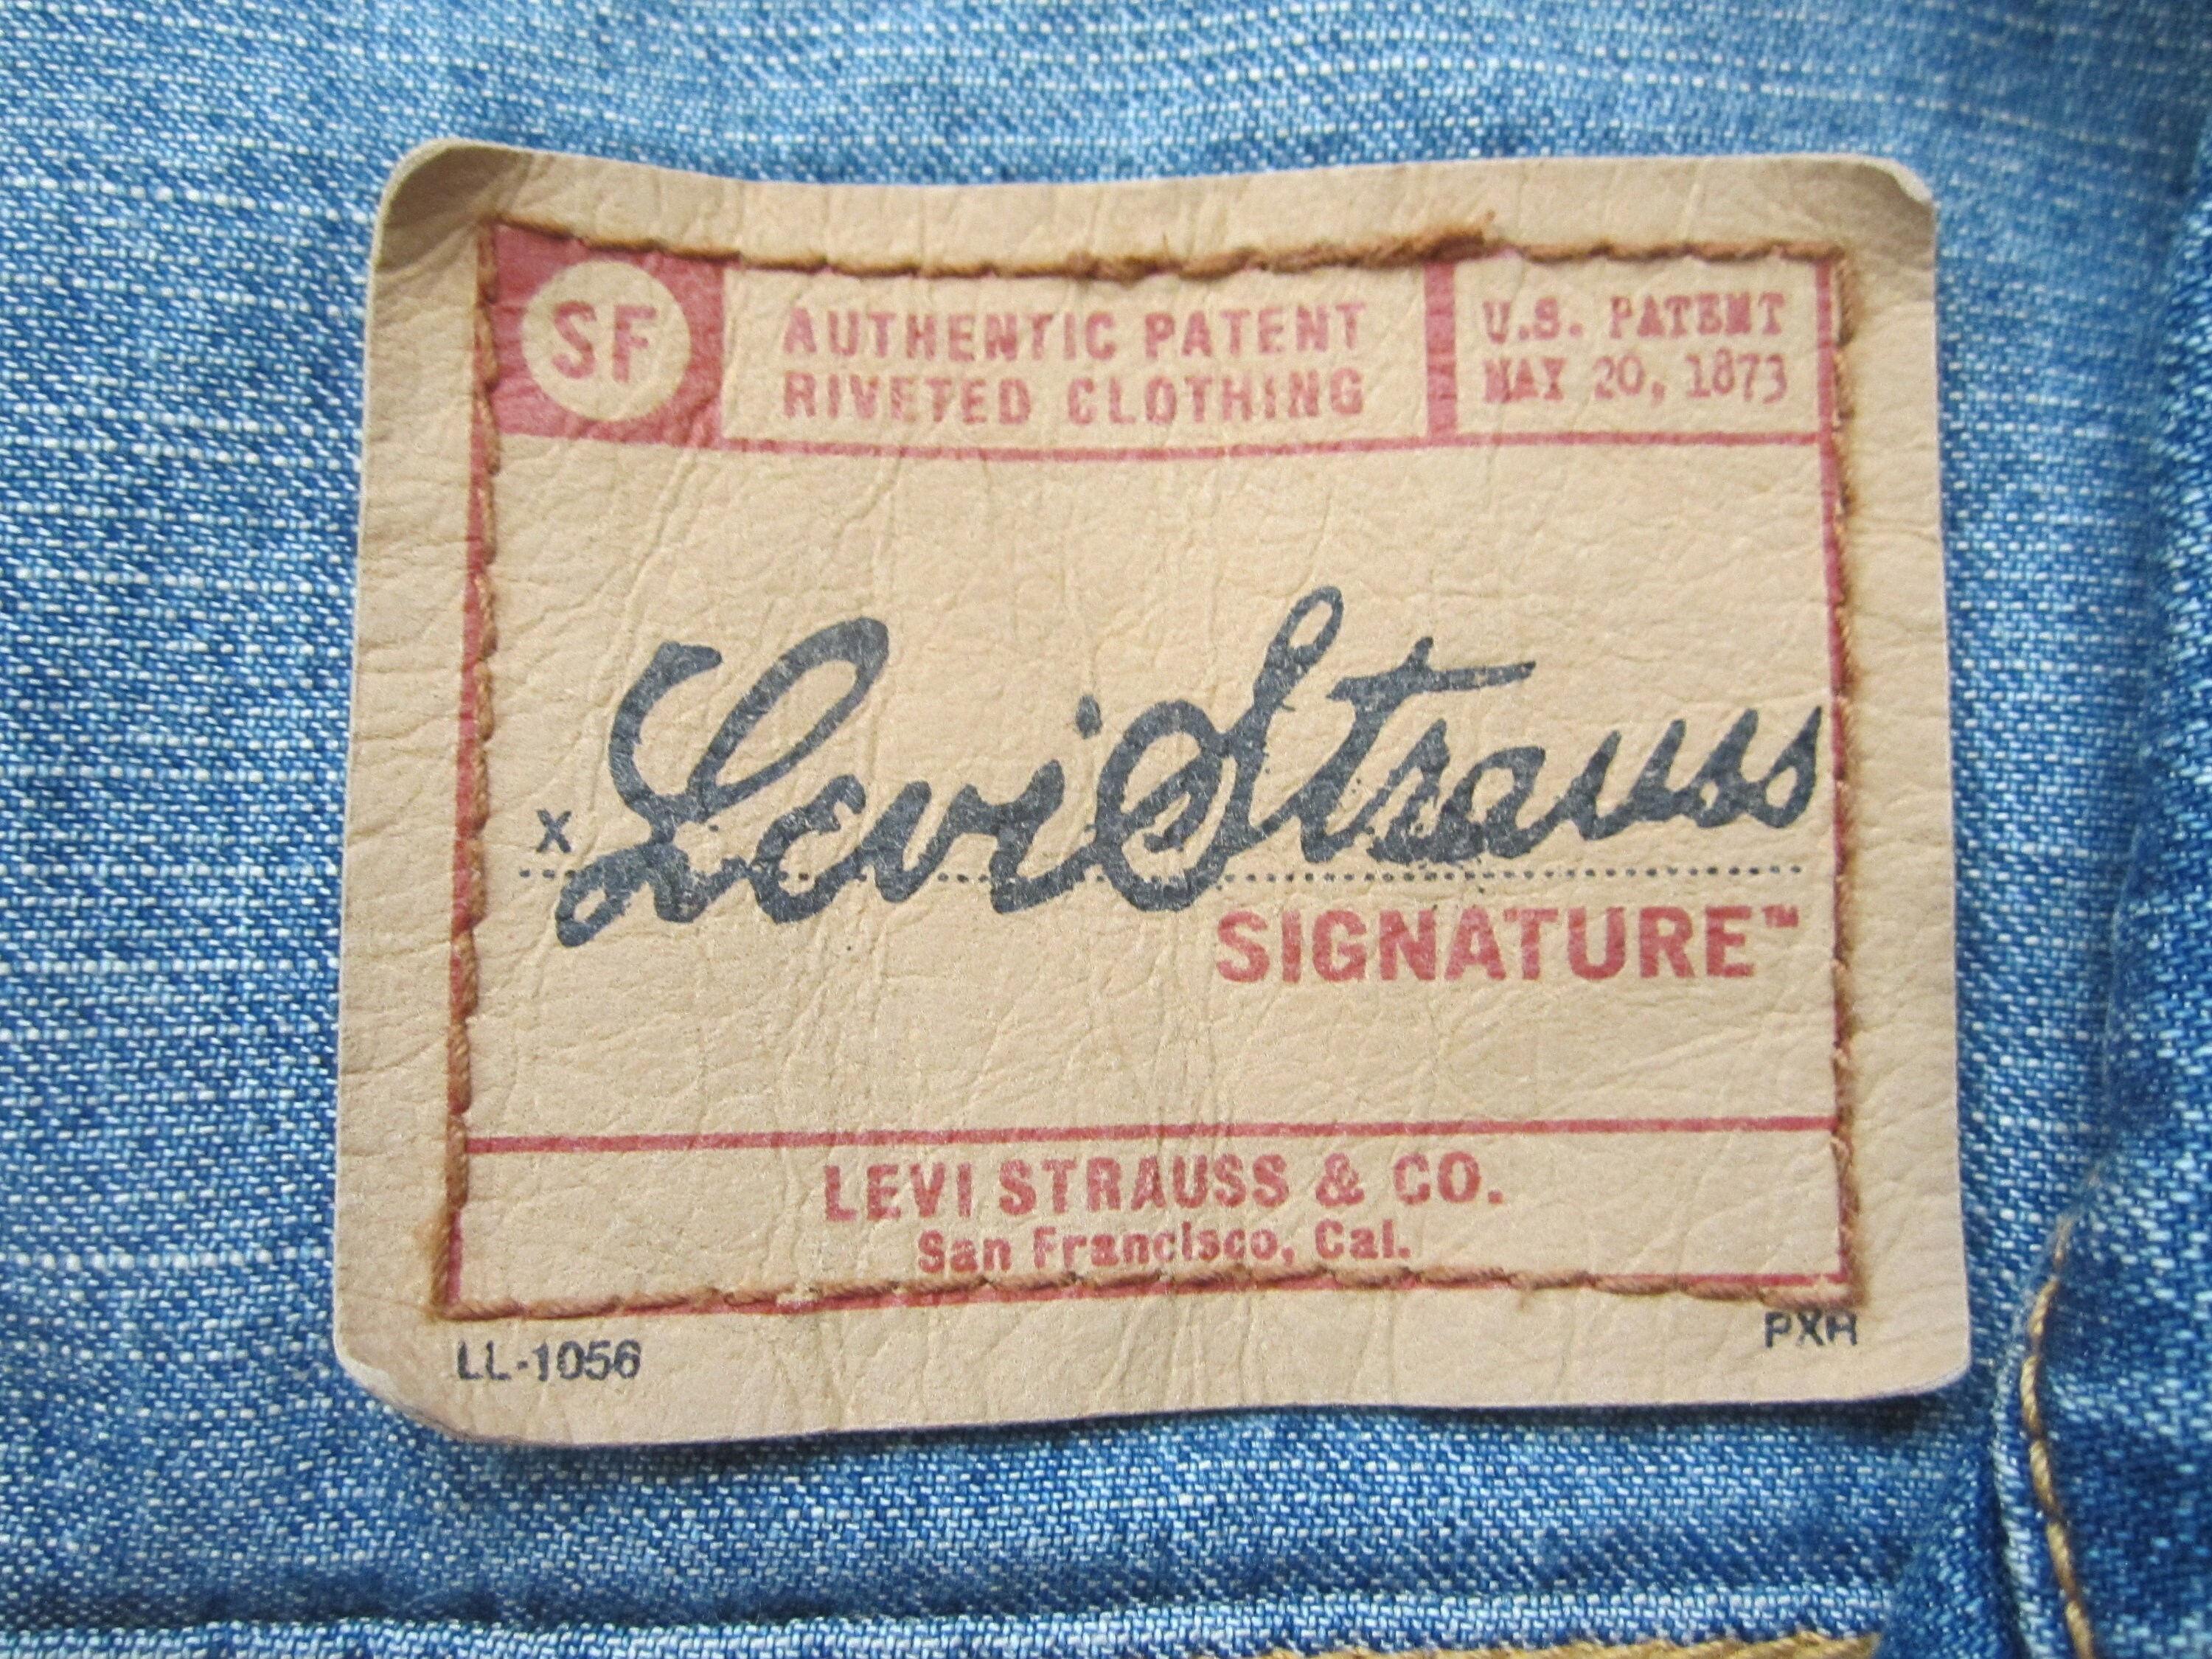 SF
AUTHENTIC PATENT
RIVETED CLOTHING
U.S. PATENT
MAY 20, 1873
x Levi Strauss
SIGNATURE™
LEVI STRAUSS & CO.
San Francisco, Cal.
LL-1056
PXH